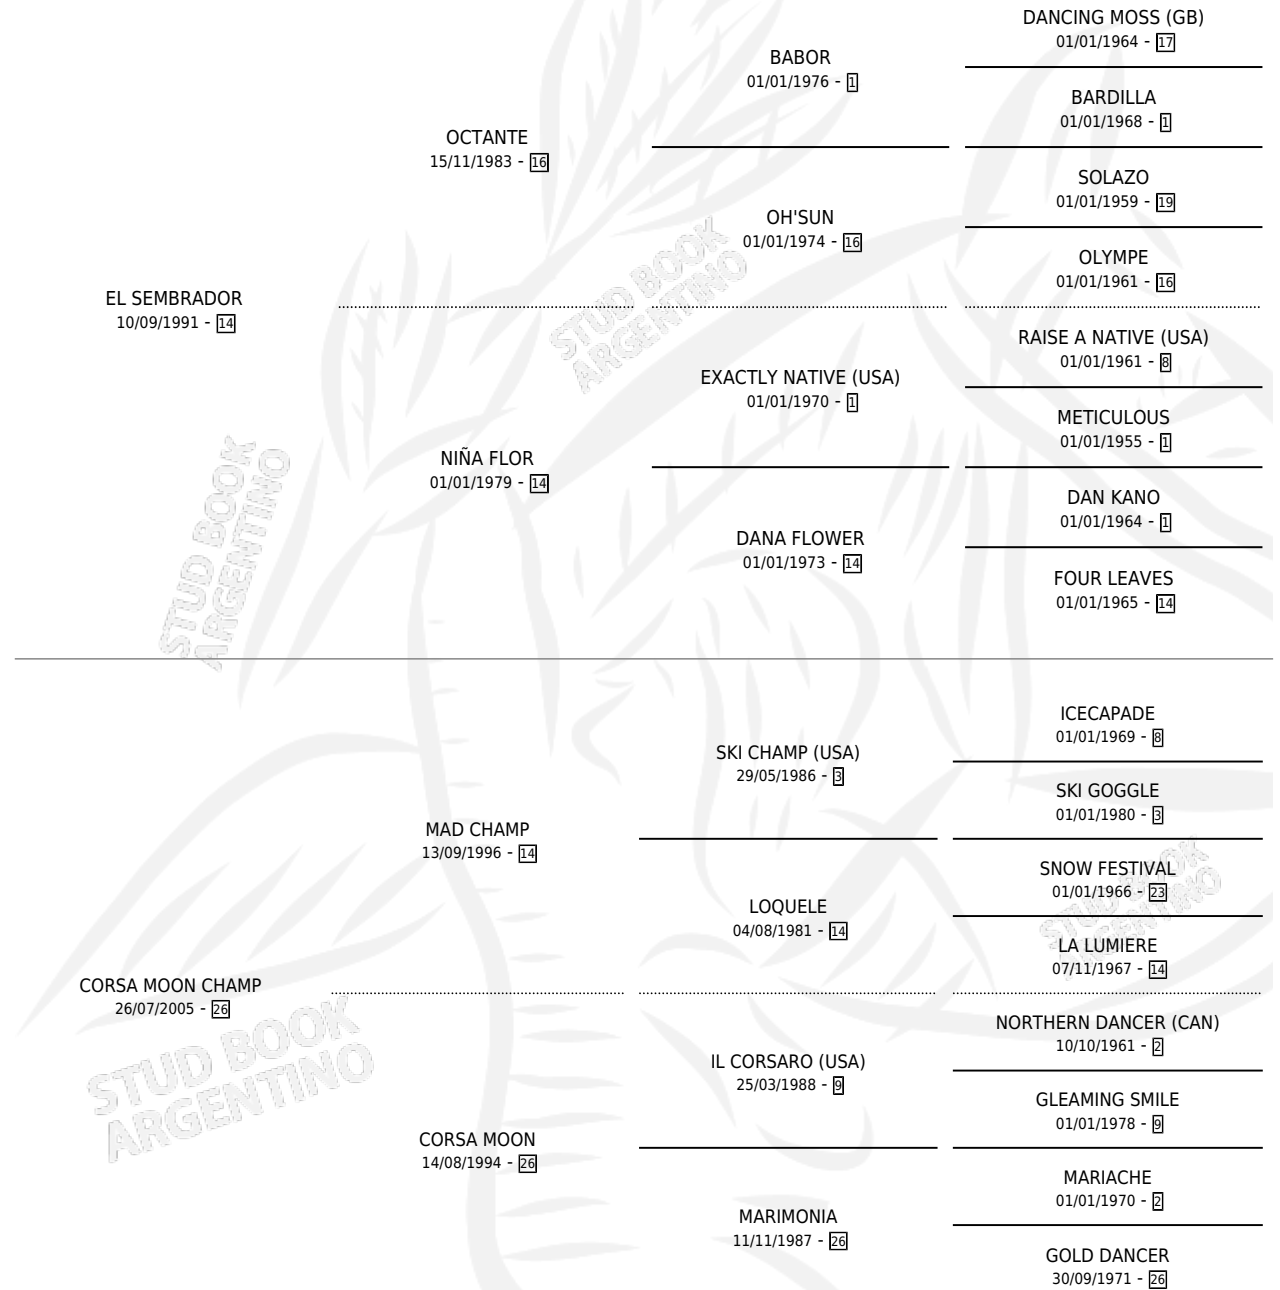 DANCING MOSS (GB)
01/01/1964 - 17
BABOR
01/01/1976 - 1
BARDILLA
01/01/1968 - 1
OCTANTE
15/11/1983 - 16
SOLAZO
01/01/1959 - 19
OH'SUN
01/01/1974 - 16
OLYMPE
01/01/1961 - 16
EL SEMBRADOR
10/09/1991 - 14
RAISE A NATIVE (USA)
01/01/1961 - 8
EXACTLY NATIVE (USA)
01/01/1970 - 1
METICULOUS
01/01/1955 - 1
NIÑA FLOR
01/01/1979 - 14
DAN KANO
01/01/1964 - 1
DANA FLOWER
01/01/1973 - 14
FOUR LEAVES
01/01/1965 - 14
ICECAPADE
01/01/1969 - 8
SKI CHAMP (USA)
29/05/1986 - 3
SKI GOGGLE
01/01/1980 - 3
MAD CHAMP
13/09/1996 - 14
SNOW FESTIVAL
01/01/1966 - 23
LOQUELE
04/08/1981 - 14
LA LUMIERE
07/11/1967 - 14
CORSA MOON CHAMP
26/07/2005 - 26
NORTHERN DANCER (CAN)
10/10/1961 - 2
IL CORSARO (USA)
25/03/1988 - 9
GLEAMING SMILE
01/01/1978 - 9
CORSA MOON
14/08/1994 - 26
MARIACHE
01/01/1970 - 2
MARIMONIA
11/11/1987 - 26
GOLD DANCER
30/09/1971 - 26
STUD BOOK
ARGENTINO
STUD BOOK
ARGENTINO
STUD BOOK
ARGENTINO
STUD BOOK
ARGENTINO